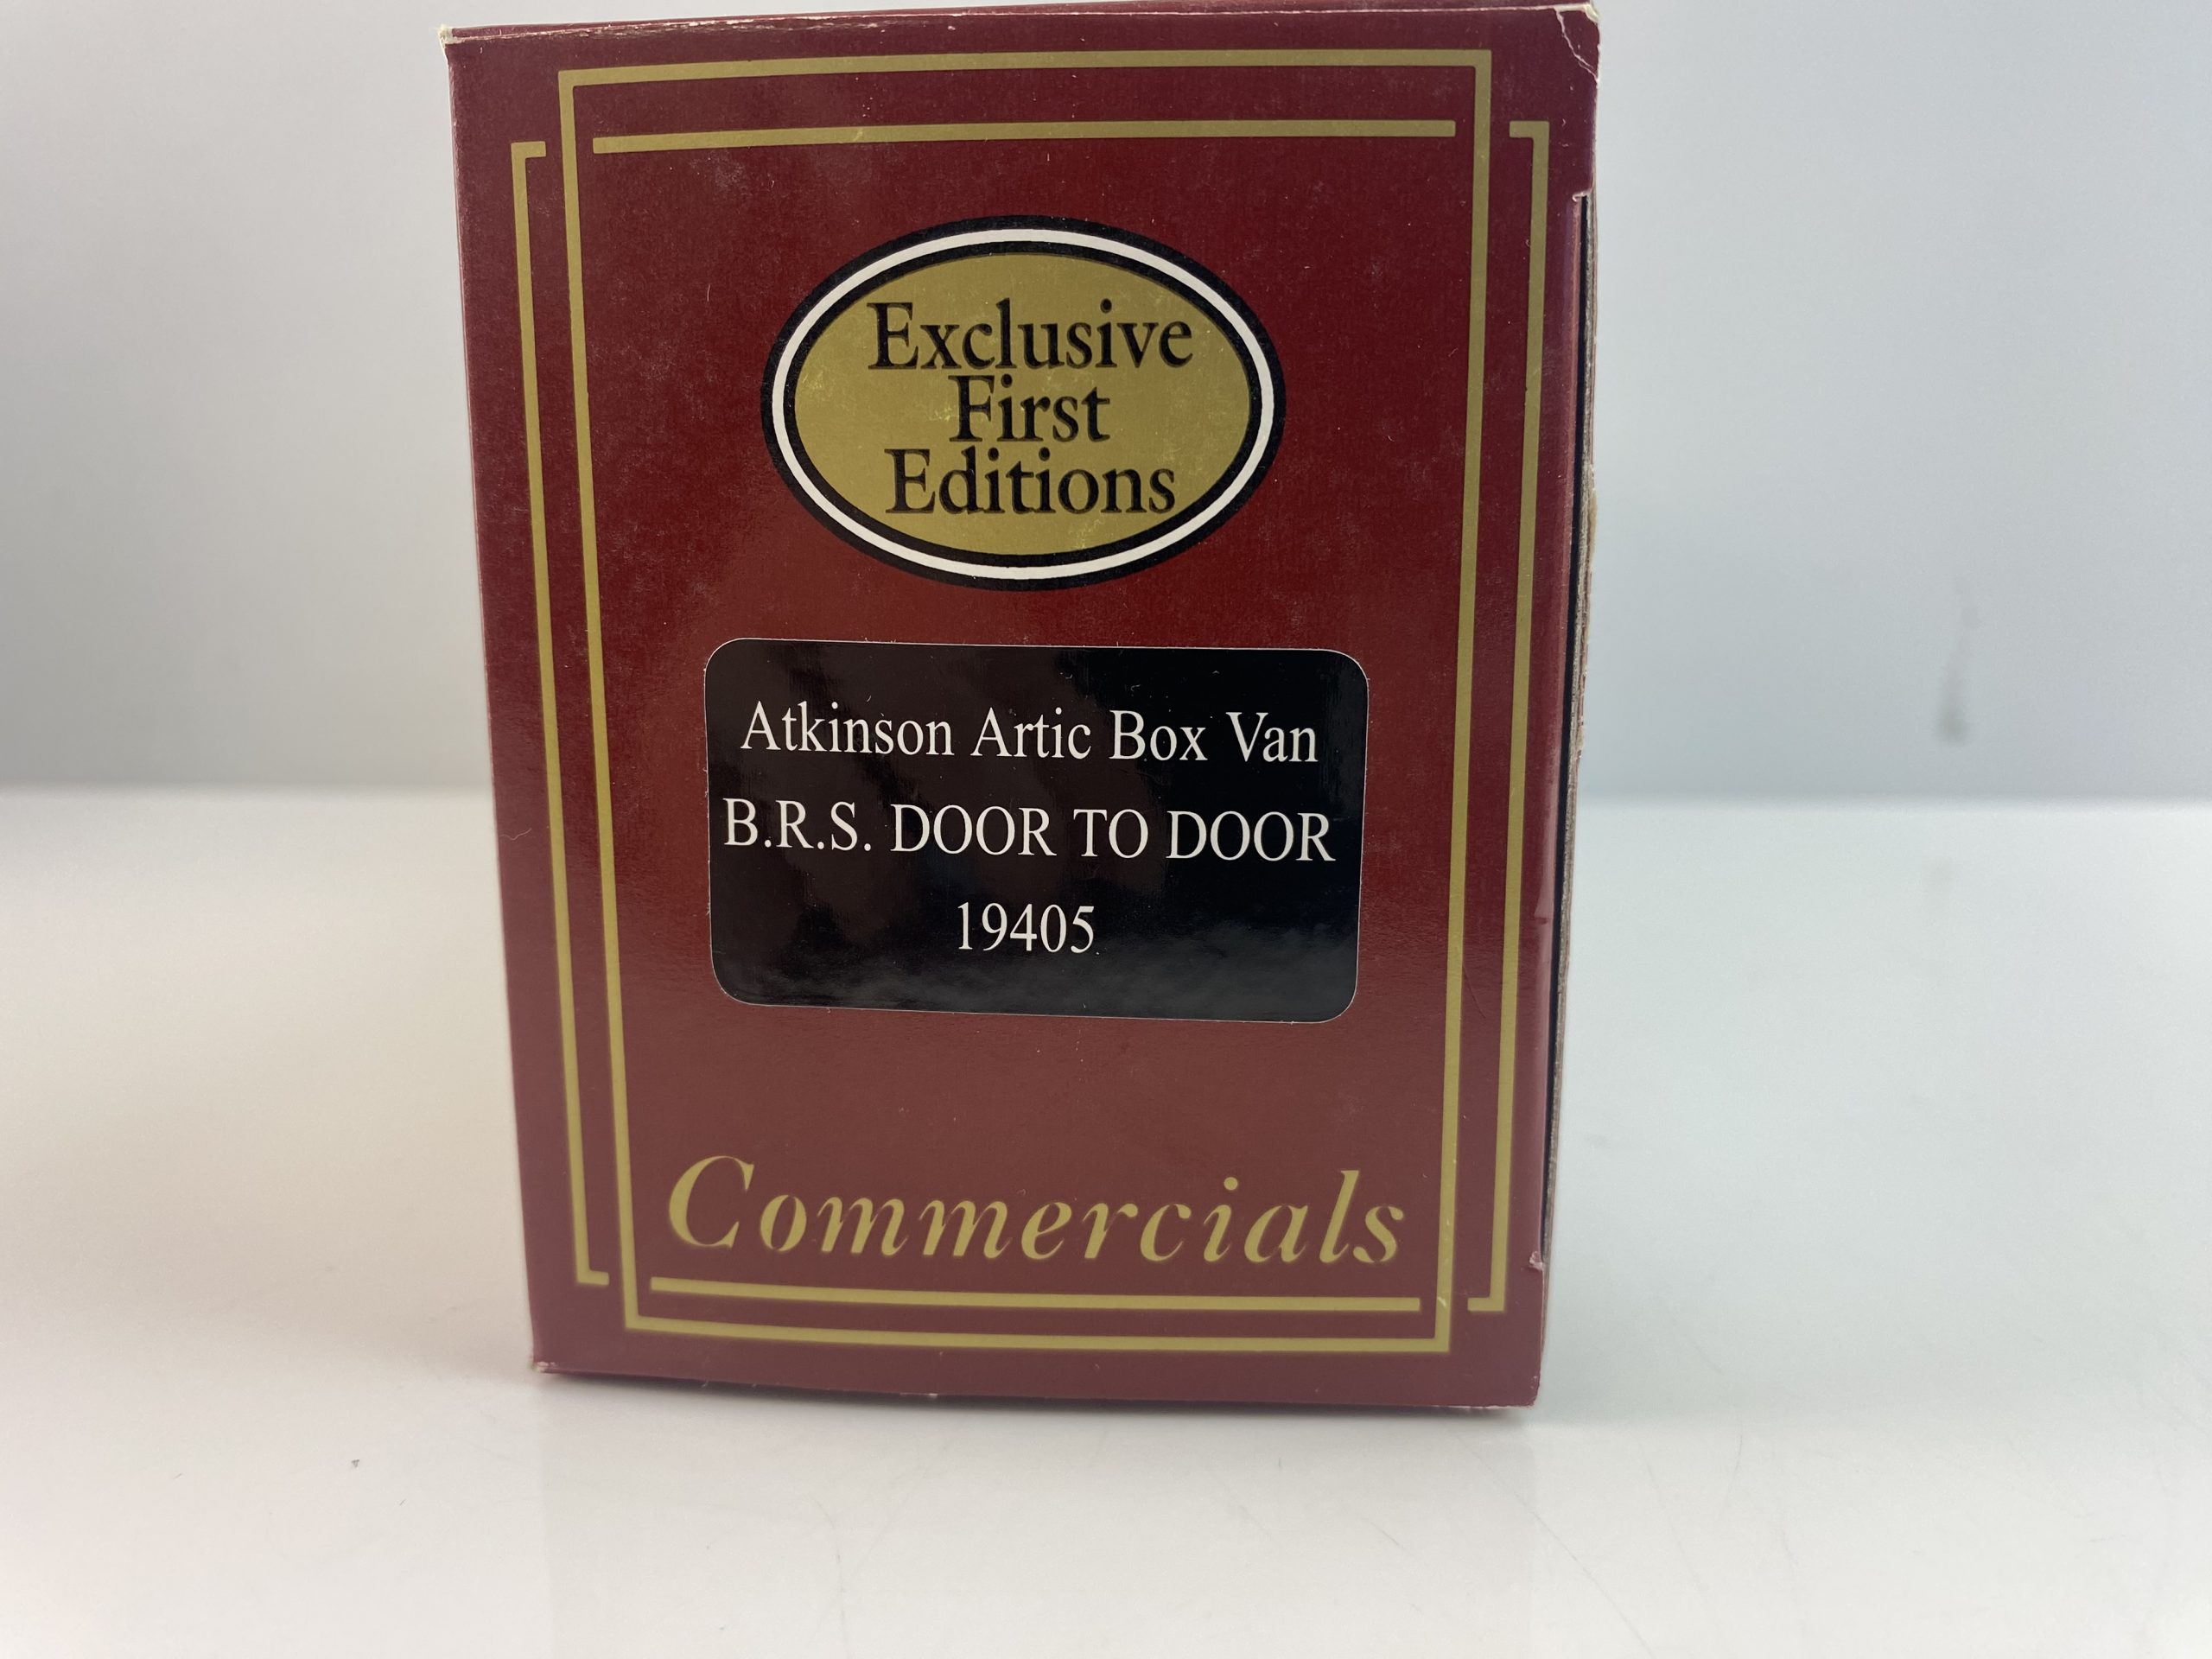 Exclusive
First
Editions
Atkinson Artic Box Van
B.R.S. DOOR TO DOOR
19405
Commercials